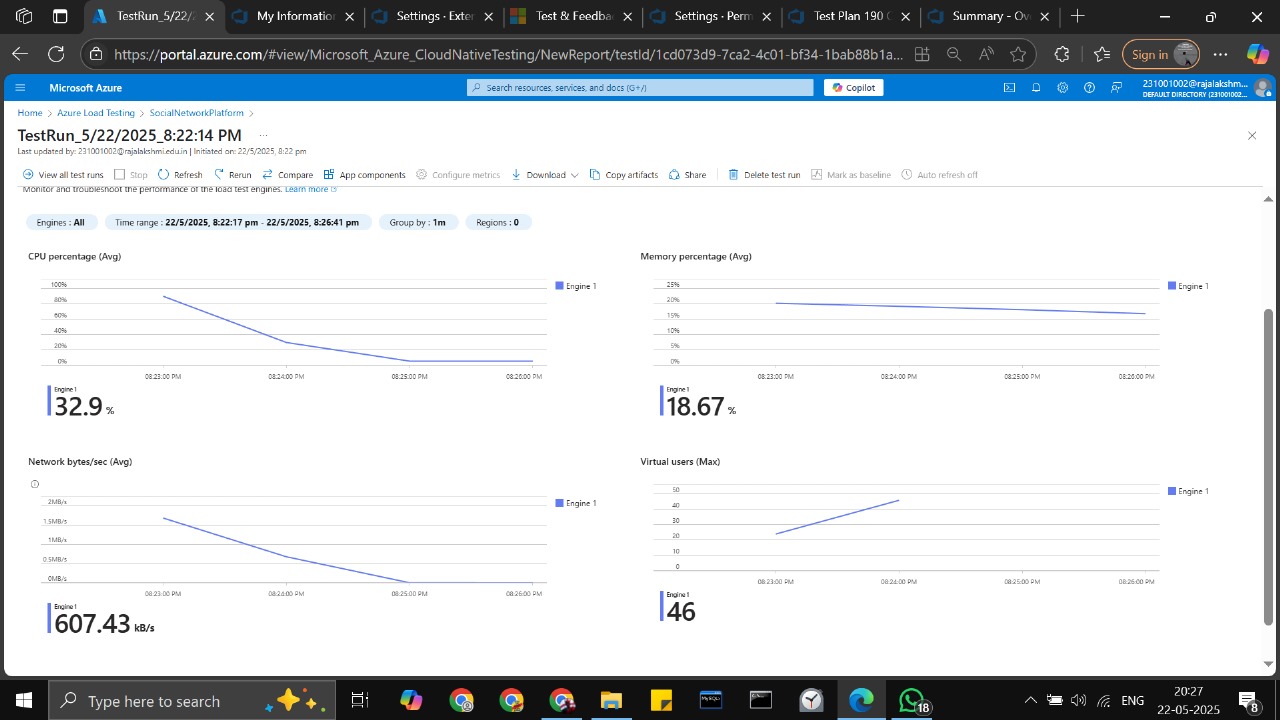 TestRun_5/22/
My Informatio
Settings · Exter
Test & Feedba
Settings · Perm
Test Plan 190 C
Summary - Ov
https://portal.azure.com/#view/Microsoft_Azure_CloudNativeTesting/NewReport/testId/1cd073d9-7ca2-4c01-bf34-1bab88b1a...
Sign in
Microsoft Azure
Search resources, services, and docs (G+/)
Copilot
231001002@rajalakshm...
DEFAULT DIRECTORY (231001002...
Home > Azure Load Testing > SocialNetworkPlatform >
TestRun_5/22/2025_8:22:14 PM ...
Last updated by: 231001002@rajalakshmi.edu.in | Initiated on: 22/5/2025, 8:22 pm
View all test runs Stop Refresh Rerun Compare App components Configure metrics Download Copy artifacts Share Delete test run Mark as baseline Auto refresh off
Monitor and troubleshoot the performance of the load test engines. Learn more
Engines : All Time range : 22/5/2025, 8:22:17 pm - 22/5/2025, 8:26:41 pm Group by : 1m Regions : 0
CPU percentage (Avg)
100%
80%
60%
40%
20%
0%
08:23:00 PM 08:24:00 PM 08:25:00 PM 08:26:00 PM
Engine 1
Engine 1
32.9 %
Memory percentage (Avg)
25%
20%
15%
10%
5%
0%
08:23:00 PM 08:24:00 PM 08:25:00 PM 08:26:00 PM
Engine 1
Engine 1
18.67 %
Network bytes/sec (Avg)
2MB/s
1.5MB/s
1MB/s
0.5MB/s
0MB/s
08:23:00 PM 08:24:00 PM 08:25:00 PM 08:26:00 PM
Engine 1
Engine 1
607.43 kB/s
Virtual users (Max)
50
40
30
20
10
0
08:23:00 PM 08:24:00 PM 08:25:00 PM 08:26:00 PM
Engine 1
Engine 1
46
Type here to search
MySQL
18
ENG
20:27
22-05-2025
8